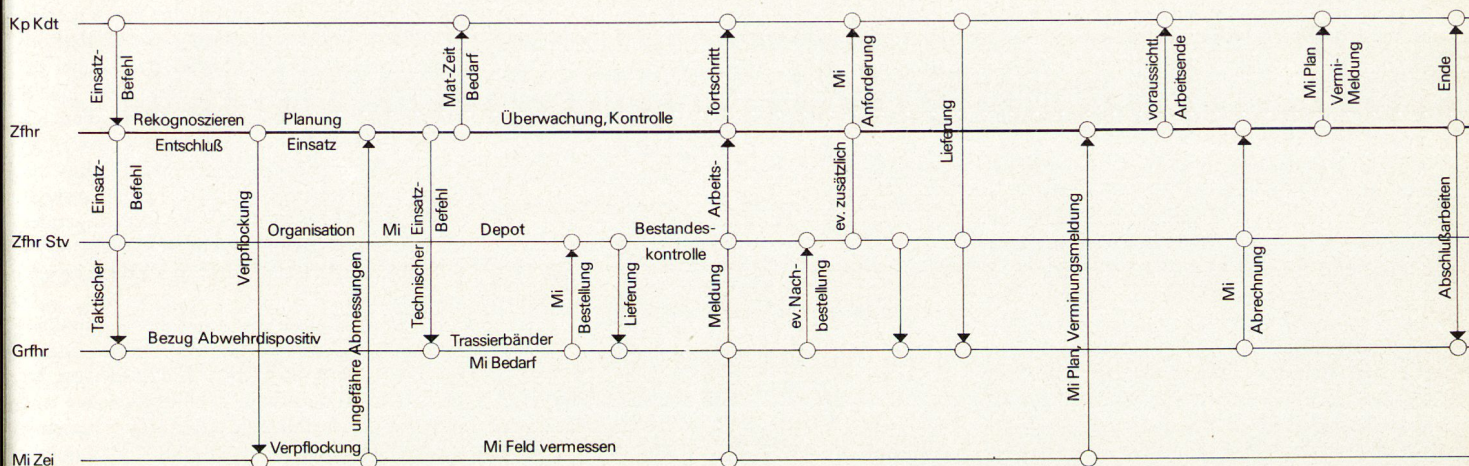 Kp Kdt
Einsatz-
Befehl
Mat-Zeit
Bedarf
fortschritt
Mi
Anforderung
Lieferung
voraussichtl.
Arbeitsende
Mi Plan
Vermi-
Meldung
Ende
Zfhr
Rekognoszieren
Entschluß
Planung
Einsatz
Überwachung, Kontrolle
Einsatz-
Befehl
Verpflockung
ungefähre Abmessungen
Technischer Einsatz-
Befehl
Arbeits-
ev. zusätzlich
Mi Plan, Verminungsmeldung
Abschlußarbeiten
Zfhr Stv
Organisation
Mi
Depot
Bestandes-
kontrolle
Taktischer
Mi
Bestellung
Lieferung
Meldung
ev. Nach-
bestellung
Mi
Abrechnung
Grfhr
Bezug Abwehrdispositiv
Trassierbänder
Mi Bedarf
Mi Zei
Verpflockung
Mi Feld vermessen